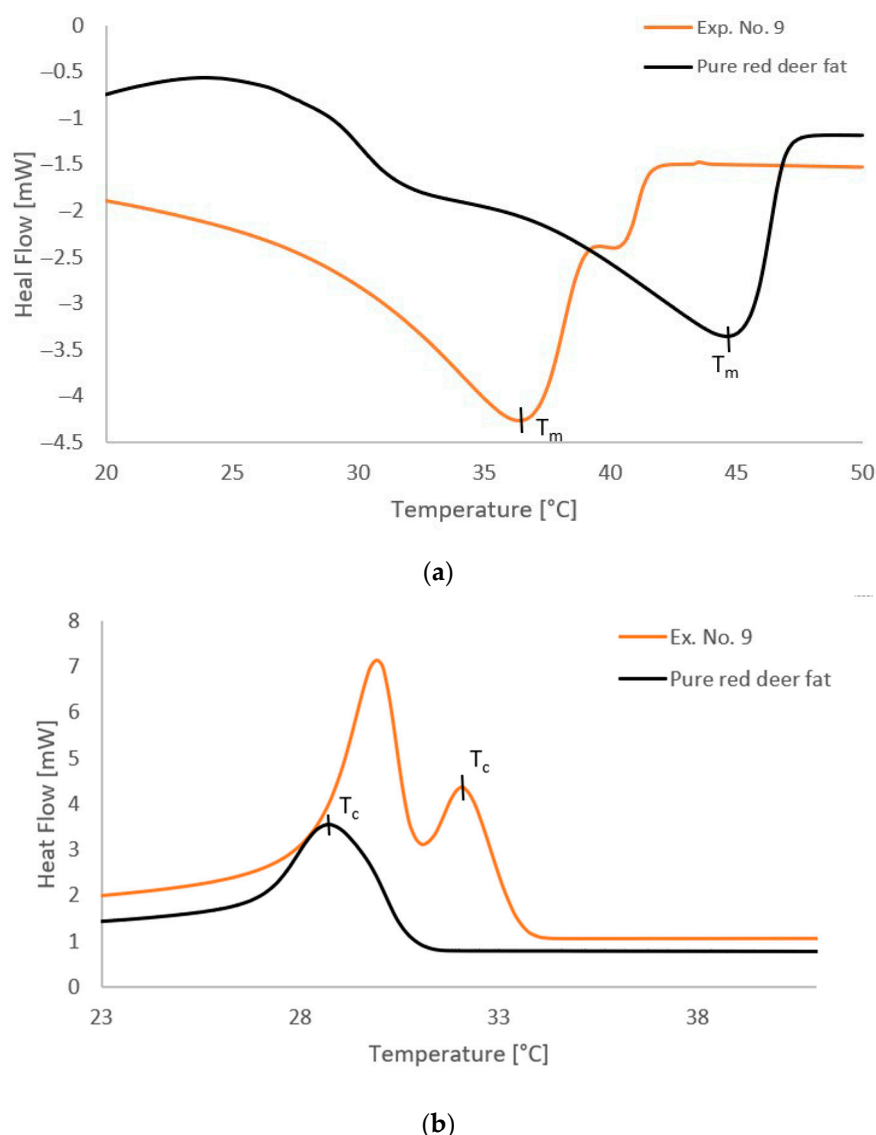 0
−0.5
−1
−1.5
−2
−2.5
−3
−3.5
−4
−4.5
Heal Flow [mW]
Exp. No. 9
Pure red deer fat
Tm
Tm
20 25 30 35 40 45 50
Temperature [°C]
(a)
8
7
6
5
4
3
2
1
0
Heat Flow [mW]
Ex. No. 9
Pure red deer fat
Tc
Tc
23 28 33 38
Temperature [°C]
(b)